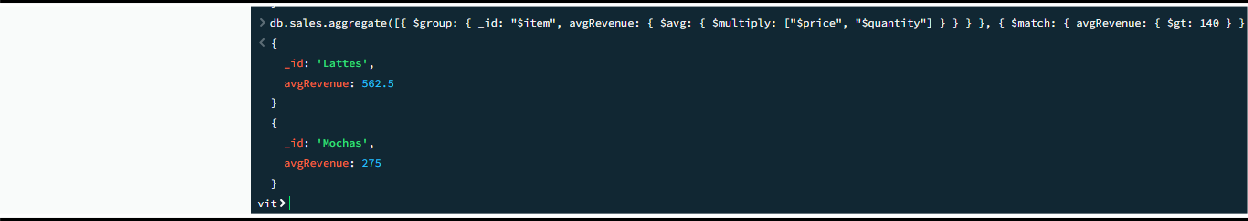 > db.sales.aggregate([{ $group: { _id: "$item", avgRevenue: { $avg: { $multiply: ["$price", "$quantity"] } } } }, { $match: { avgRevenue: { $gt: 140 } }
< {
_id: 'Lattes',
avgRevenue: 562.5
}
{
_id: 'Mochas',
avgRevenue: 275
}
vit>